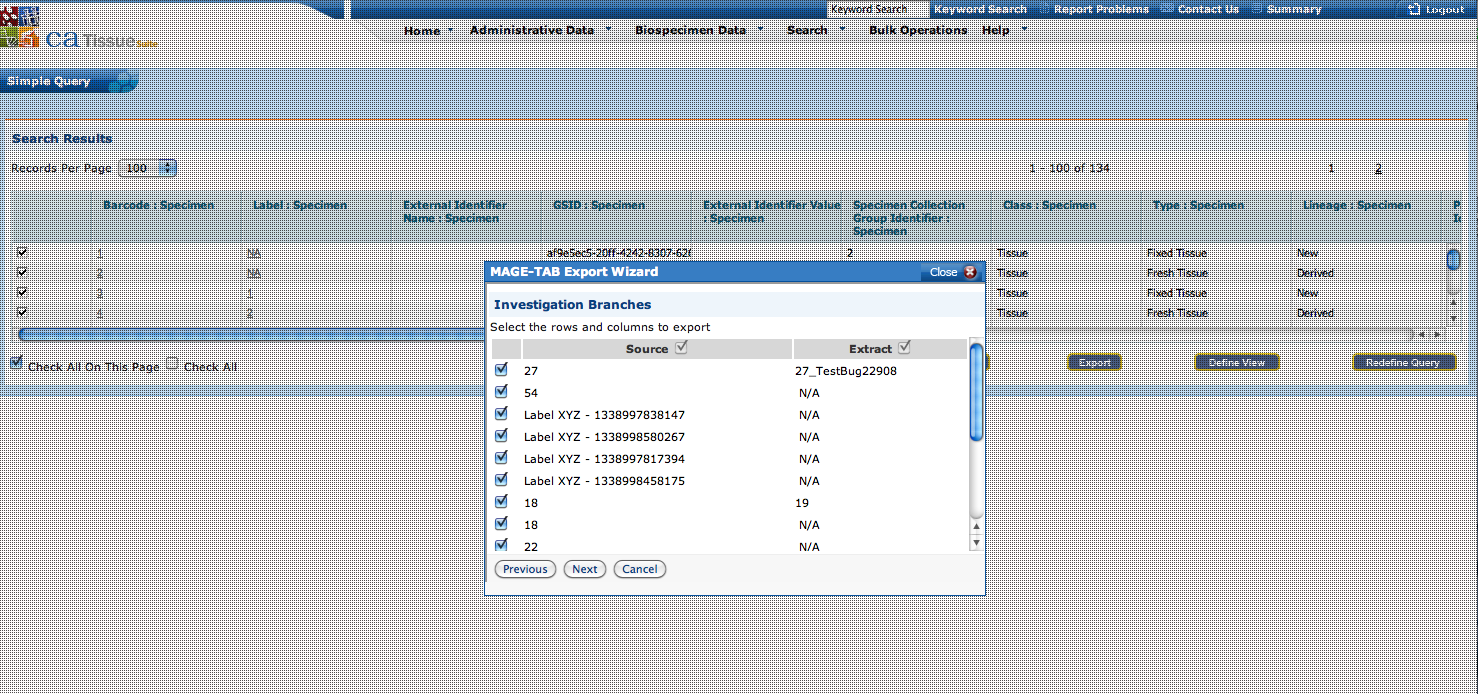 Keyword Search Keyword Search Report Problems Contact Us Summary Logout
ca Tissue Suite
Home Administrative Data Biospecimen Data Search Bulk Operations Help
Simple Query
Search Results
Records Per Page 100 1 - 100 of 134 1 2
Barcode : Specimen Label : Specimen External Identifier Name : Specimen GSID : Specimen External Identifier Value : Specimen Specimen Collection Group Identifier : Specimen Class : Specimen Type : Specimen Lineage : Specimen
1 NA af9e5ec5-20ff-4242-8307-62f 2 Tissue Fixed Tissue New
2 NA Tissue Fresh Tissue Derived
3 1 Tissue Fixed Tissue New
4 2 Tissue Fresh Tissue Derived
Check All On This Page Check All Export Define View Redefine Query
MAGE-TAB Export Wizard Close
Investigation Branches
Select the rows and columns to export
Source Extract
27 27_TestBug22908
54 N/A
Label XYZ - 1338997838147 N/A
Label XYZ - 1338998580267 N/A
Label XYZ - 1338997817394 N/A
Label XYZ - 1338998458175 N/A
18 19
18 N/A
22 N/A
Previous Next Cancel